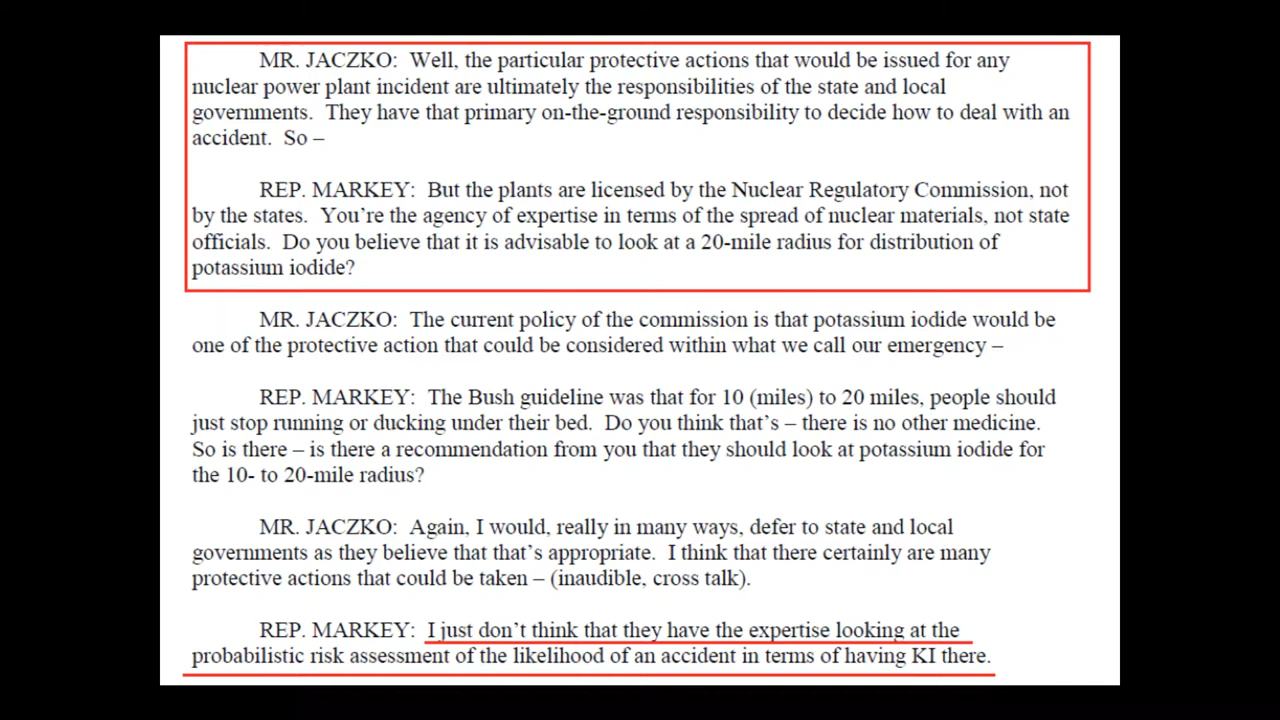 MR. JACZKO: Well, the particular protective actions that would be issued for any
nuclear power plant incident are ultimately the responsibilities of the state and local
governments. They have that primary on-the-ground responsibility to decide how to deal with an
accident. So –
REP. MARKEY: But the plants are licensed by the Nuclear Regulatory Commission, not
by the states. You're the agency of expertise in terms of the spread of nuclear materials, not state
officials. Do you believe that it is advisable to look at a 20-mile radius for distribution of
potassium iodide?
MR. JACZKO: The current policy of the commission is that potassium iodide would be
one of the protective action that could be considered within what we call our emergency –
REP. MARKEY: The Bush guideline was that for 10 (miles) to 20 miles, people should
just stop running or ducking under their bed. Do you think that's – there is no other medicine.
So is there – is there a recommendation from you that they should look at potassium iodide for
the 10- to 20-mile radius?
MR. JACZKO: Again, I would, really in many ways, defer to state and local
governments as they believe that that's appropriate. I think that there certainly are many
protective actions that could be taken – (inaudible, cross talk).
REP. MARKEY: I just don't think that they have the expertise looking at the
probabilistic risk assessment of the likelihood of an accident in terms of having KI there.